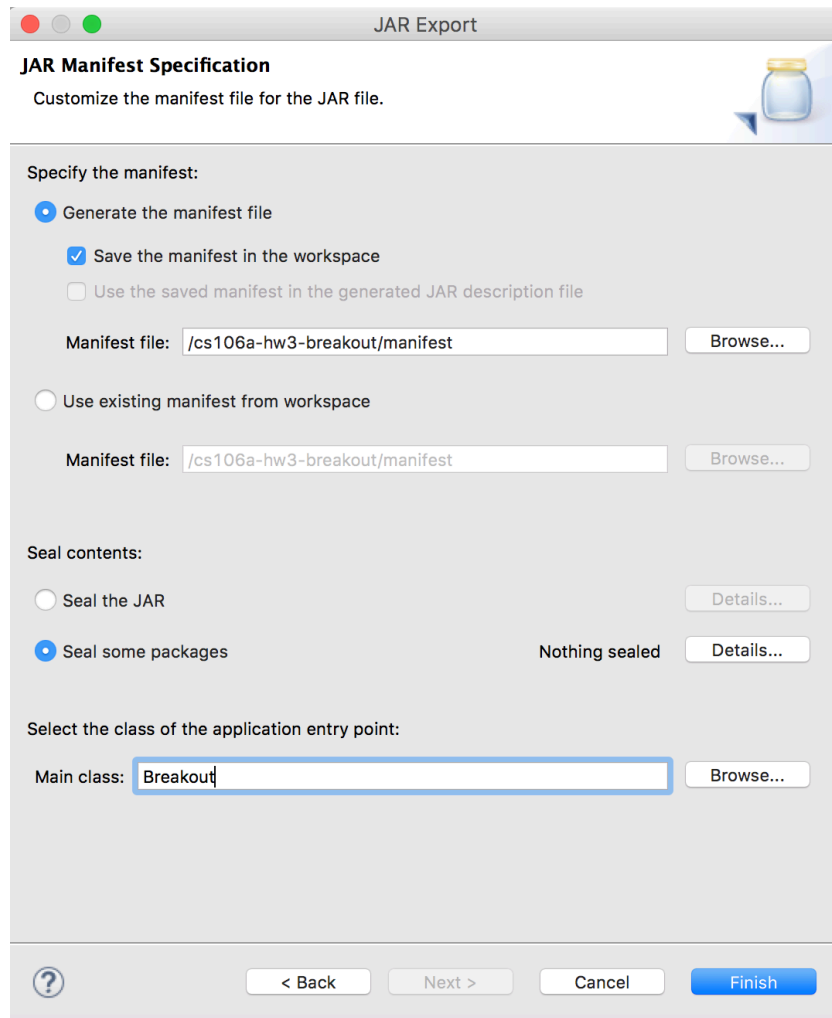 JAR Export
JAR Manifest Specification
Customize the manifest file for the JAR file.
Specify the manifest:
Generate the manifest file
Save the manifest in the workspace
Use the saved manifest in the generated JAR description file
Manifest file: /cs106a-hw3-breakout/manifest Browse...
Use existing manifest from workspace
Manifest file: /cs106a-hw3-breakout/manifest Browse...
Seal contents:
Seal the JAR Details...
Seal some packages Nothing sealed Details...
Select the class of the application entry point:
Main class: Breakout Browse...
? < Back Next > Cancel Finish